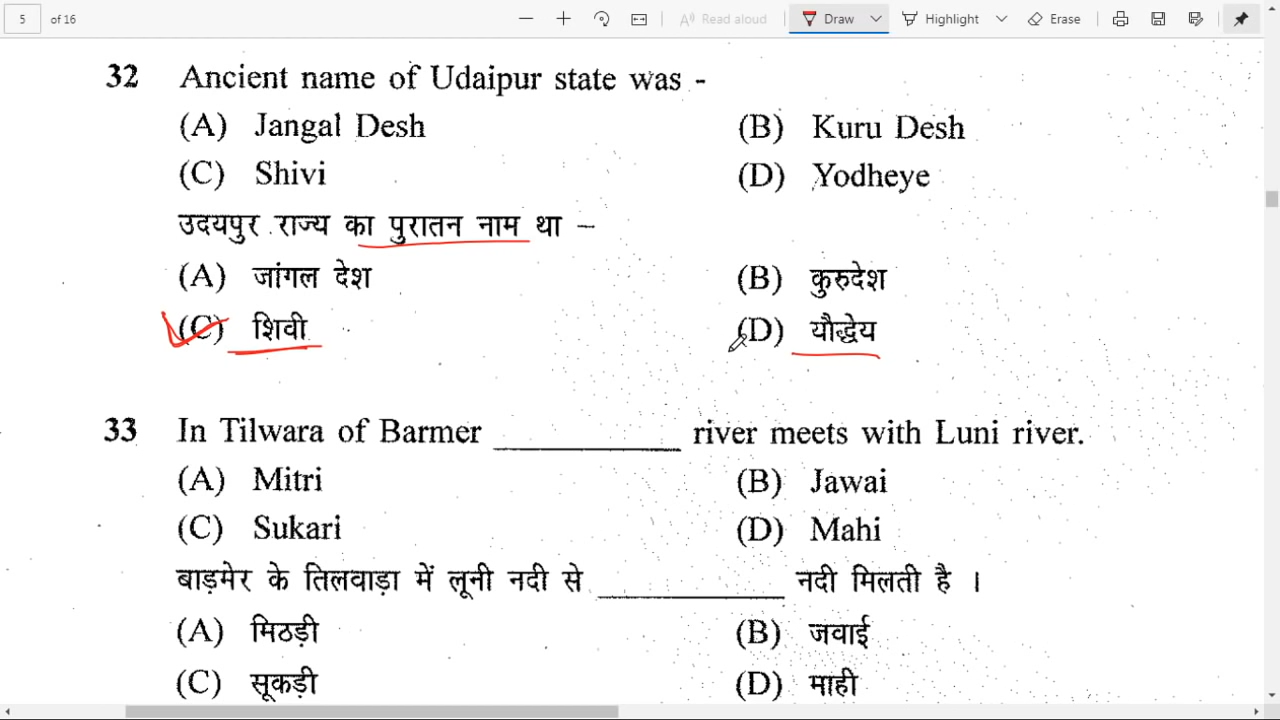 5 of 16 Read aloud Draw Highlight Erase
32 Ancient name of Udaipur state was -
(A) Jangal Desh (B) Kuru Desh
(C) Shivi (D) Yodheye
उदयपुर राज्य का पुरातन नाम था –
(A) जांगल देश (B) कुरुदेश
(C) शिवी (D) यौद्धेय
33 In Tilwara of Barmer ____________ river meets with Luni river.
(A) Mitri (B) Jawai
(C) Sukari (D) Mahi
बाड़मेर के तिलवाड़ा में लूनी नदी से ____________ नदी मिलती है ।
(A) मिठड़ी (B) जवाई
(C) सूकड़ी (D) माही